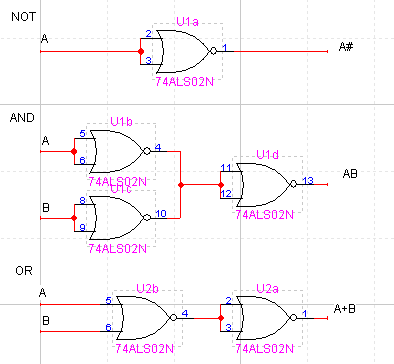 NOT
U1a
A
2
3
1
A#
74ALS02N
AND
U1b
A
5
6
4
74ALS02N
U1c
B
8
9
10
74ALS02N
U1d
11
12
13
AB
74ALS02N
OR
U2b
A
5
B
6
4
74ALS02N
U2a
2
3
1
A+B
74ALS02N